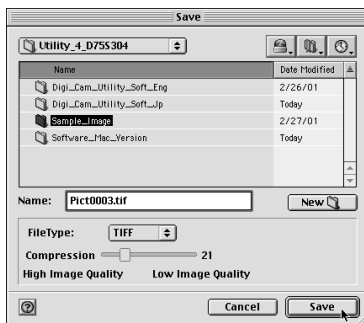 Save
Utility_4_D75S304
Name Date Modified
Digi_Cam_Utility_Soft_Eng 2/26/01
Digi_Cam_Utility_Soft_Jp Today
Sample_Image 2/27/01
Software_Mac_Version Today
Name: Pict0003.tif New
FileType: TIFF
Compression 21
High Image Quality Low Image Quality
? Cancel Save